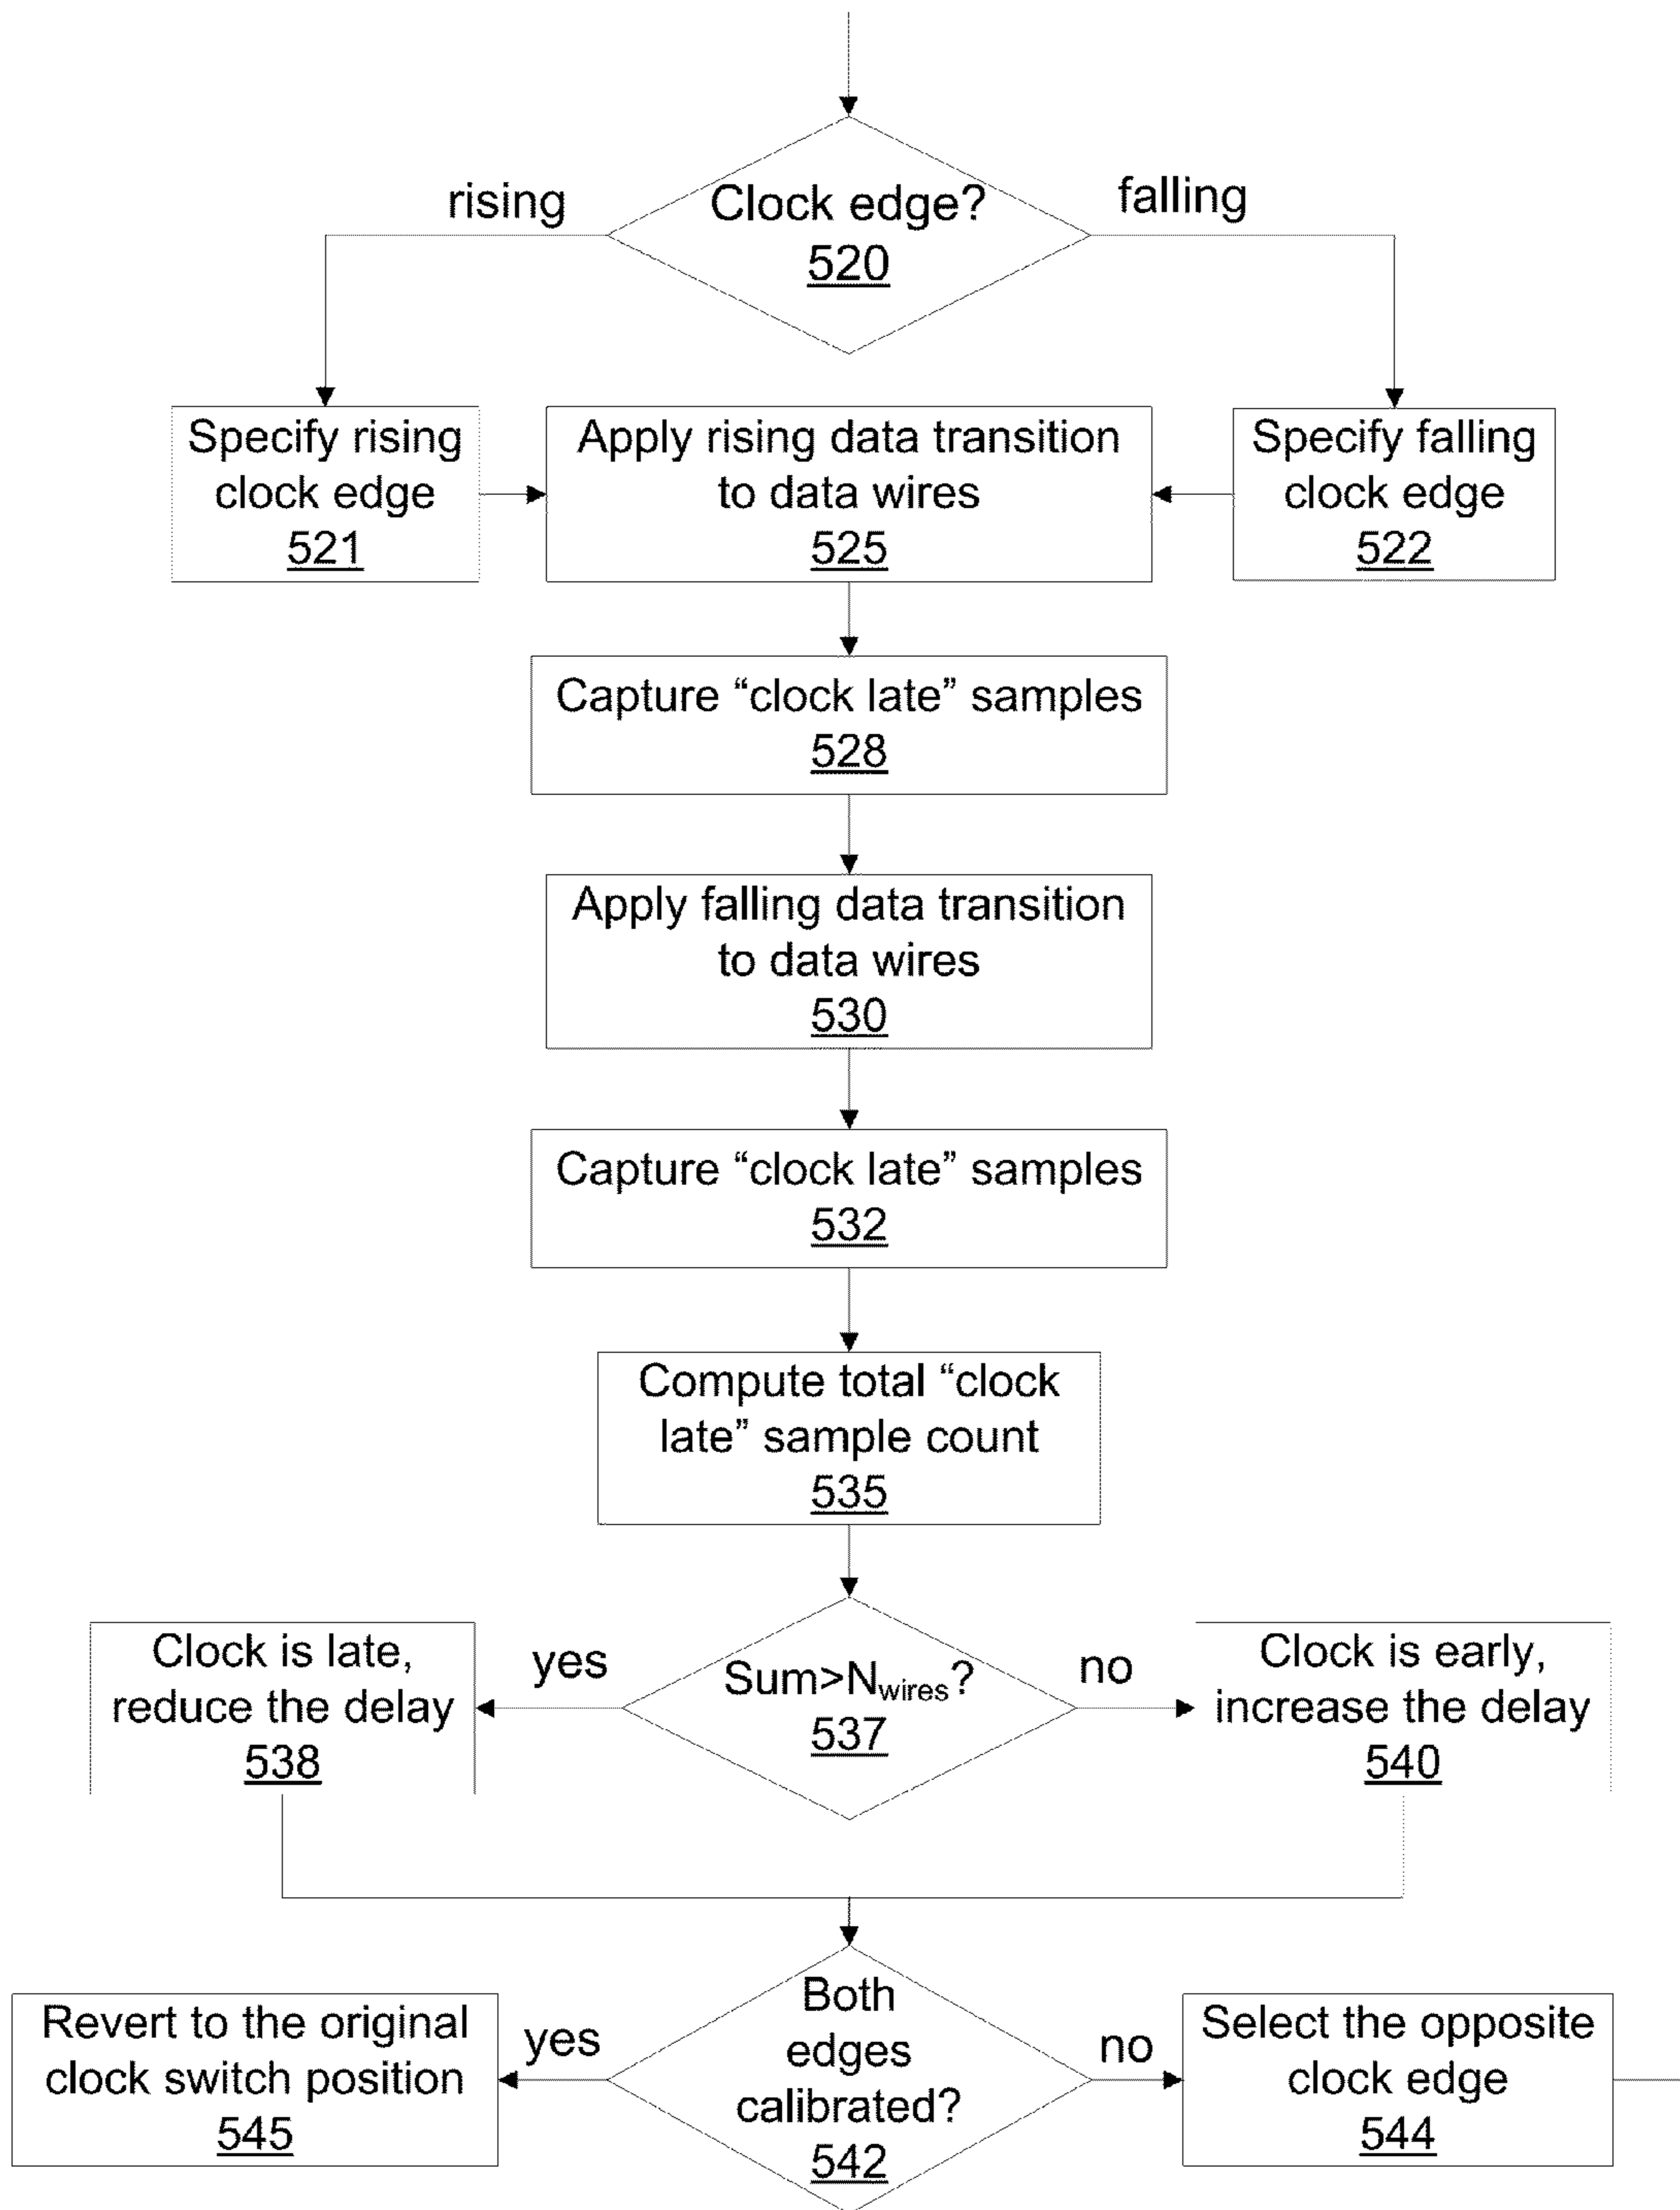 rising
Clock edge?
520
falling
Specify rising
clock edge
521
Apply rising data transition
to data wires
525
Specify falling
clock edge
522
Capture “clock late” samples
528
Apply falling data transition
to data wires
530
Capture “clock late” samples
532
Compute total “clock
late” sample count
535
Clock is late,
reduce the delay
538
yes
Sum>Nwires?
537
no
Clock is early,
increase the delay
540
Revert to the original
clock switch position
545
yes
Both
edges
calibrated?
542
no
Select the opposite
clock edge
544